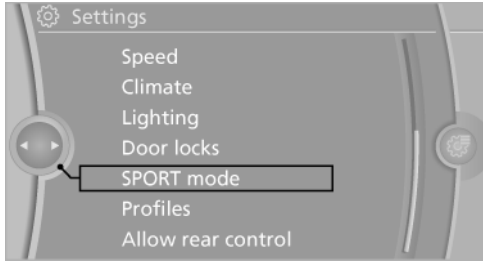 Settings
Speed
Climate
Lighting
Door locks
SPORT mode
Profiles
Allow rear control